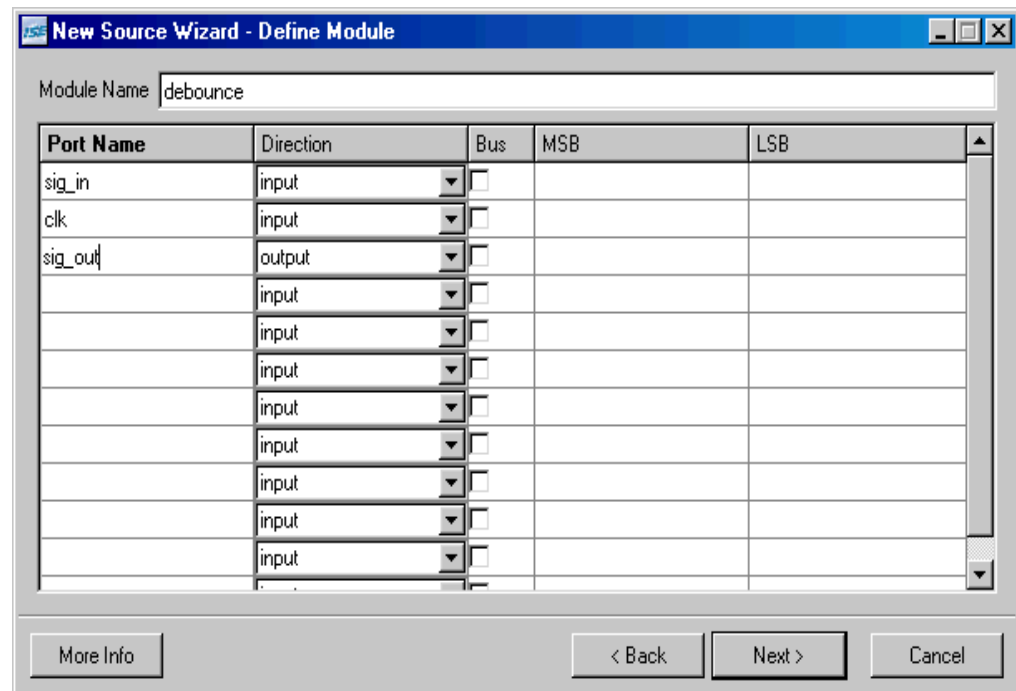 ISE New Source Wizard - Define Module
Module Name debounce
Port Name Direction Bus MSB LSB
sig_in input
clk input
sig_out output
input
input
input
input
input
input
input
input
More Info < Back Next > Cancel